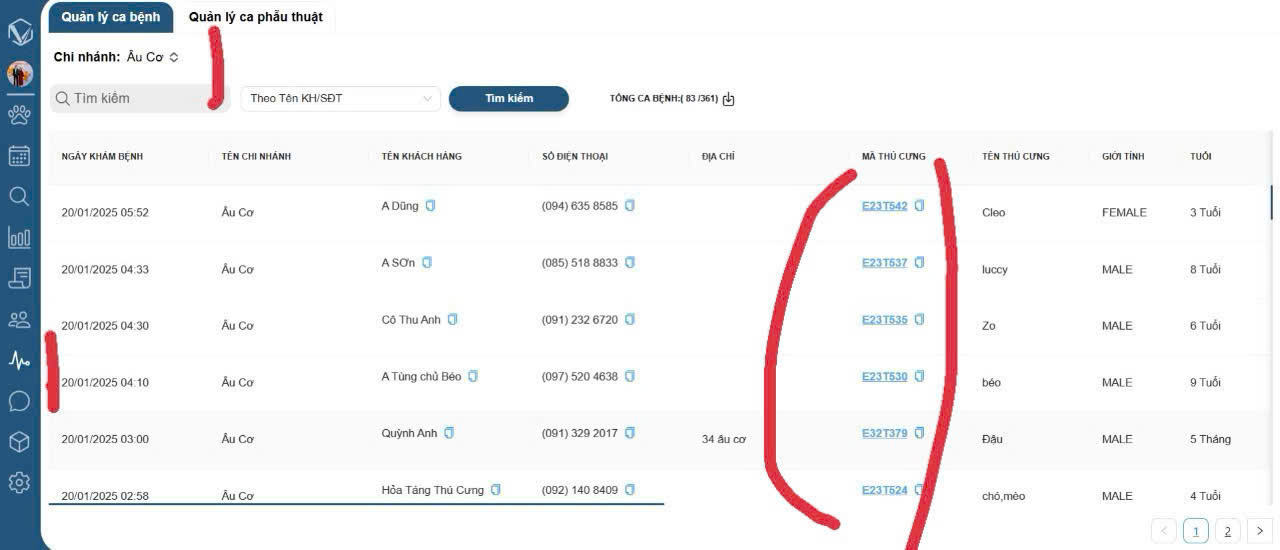 Quản lý ca bệnh Quản lý ca phẫu thuật
Chi nhánh: Âu Cơ
Tìm kiếm Theo Tên KH/SĐT Tìm kiếm TỔNG CA BỆNH:( 83 /361)
NGÀY KHÁM BỆNH TÊN CHI NHÁNH TÊN KHÁCH HÀNG SỐ ĐIỆN THOẠI ĐỊA CHỈ MÃ THÚ CƯNG TÊN THÚ CƯNG GIỚI TÍNH TUỔI
20/01/2025 05:52 Âu Cơ A Dũng (094) 635 8585 E23T542 Cleo FEMALE 3 Tuổi
20/01/2025 04:33 Âu Cơ A SƠn (085) 518 8833 E23T537 luccy MALE 8 Tuổi
20/01/2025 04:30 Âu Cơ Cô Thu Anh (091) 232 6720 E23T535 Zo MALE 6 Tuổi
20/01/2025 04:10 Âu Cơ A Tùng chủ Béo (097) 520 4638 E23T530 béo MALE 9 Tuổi
20/01/2025 03:00 Âu Cơ Quỳnh Anh (091) 329 2017 34 âu cơ E32T379 Đậu MALE 5 Tháng
20/01/2025 02:58 Âu Cơ Hỏa Táng Thú Cưng (092) 140 8409 E23T524 chó,mèo MALE 4 Tuổi
1 2